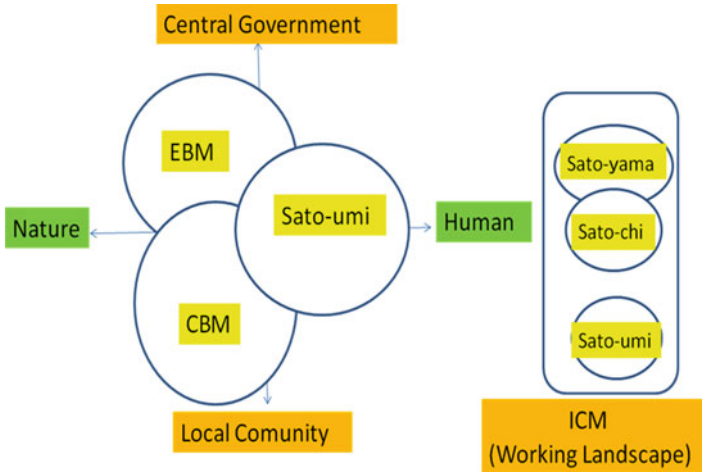 Central Government
EBM
Sato-umi
Nature
Human
CBM
Local Comunity
Sato-yama
Sato-chi
Sato-umi
ICM
(Working Landscape)